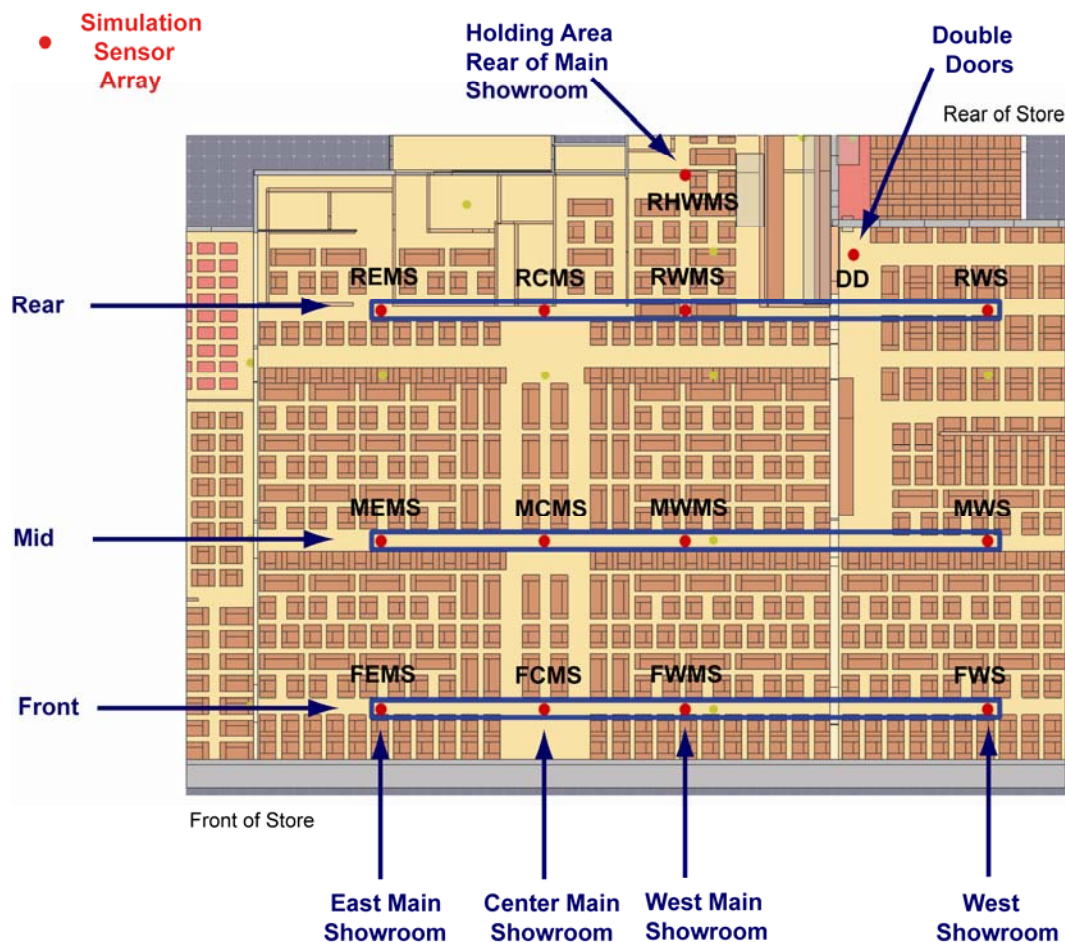 Simulation
Sensor
Array
Holding Area
Rear of Main
Showroom
Double
Doors
Rear of Store
RHWMS
REMS
RCMS
RWMS
DD
RWS
Rear
MEMS
MCMS
MWMS
MWS
Mid
FEMS
FCMS
FWMS
FWS
Front
Front of Store
East Main
Showroom
Center Main
Showroom
West Main
Showroom
West
Showroom